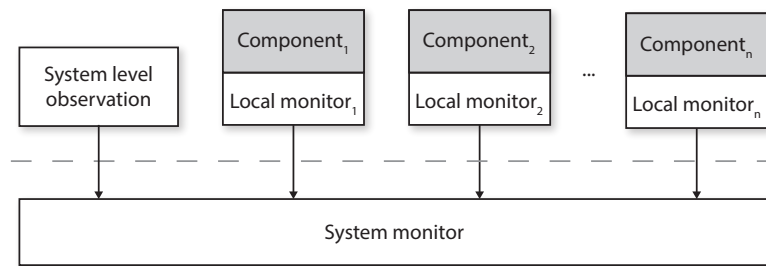 System level
observation
Component₁
Local monitor₁
Component₂
Local monitor₂
...
Componentₙ
Local monitorₙ
System monitor